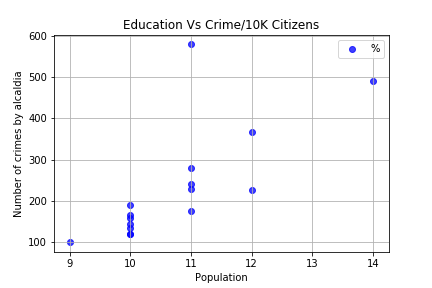 Education Vs Crime/10K Citizens
%
Number of crimes by alcaldia
600
500
400
300
200
100
9 10 11 12 13 14
Population